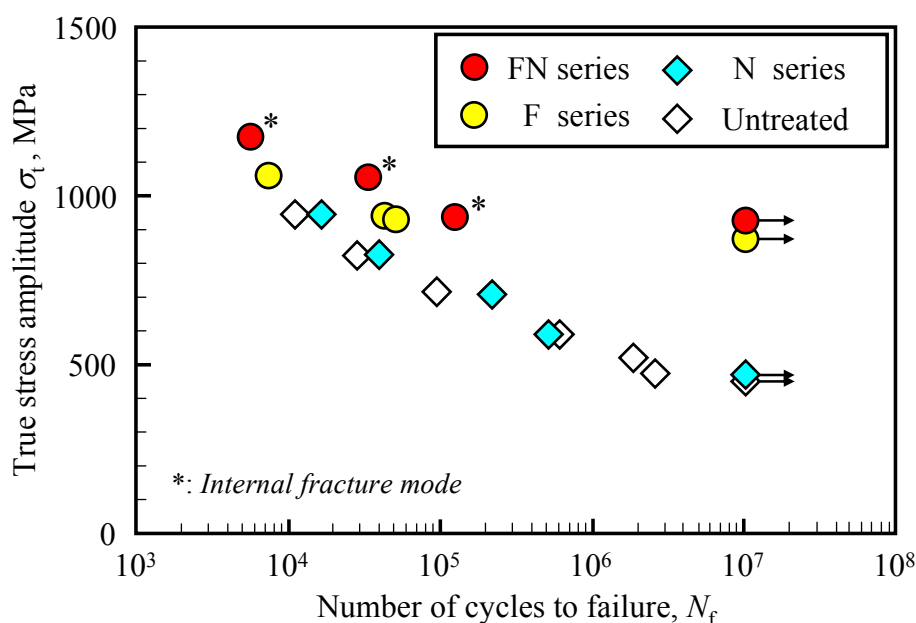 1500
FN series
N series
F series
Untreated
*
*
1000
*
True stress amplitude σt, MPa
500
*: Internal fracture mode
0
10³ 10⁴ 10⁵ 10⁶ 10⁷ 10⁸
Number of cycles to failure, Nf